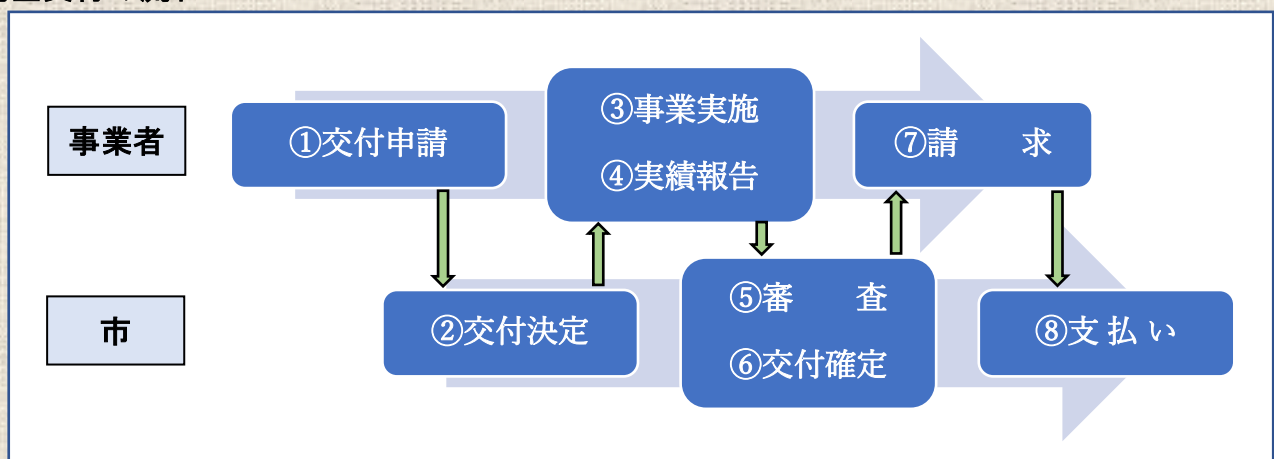 事業者
①交付申請
③事業実施
④実績報告
⑦請　　求
市
②交付決定
⑤審　　査
⑥交付確定
⑧支 払 い